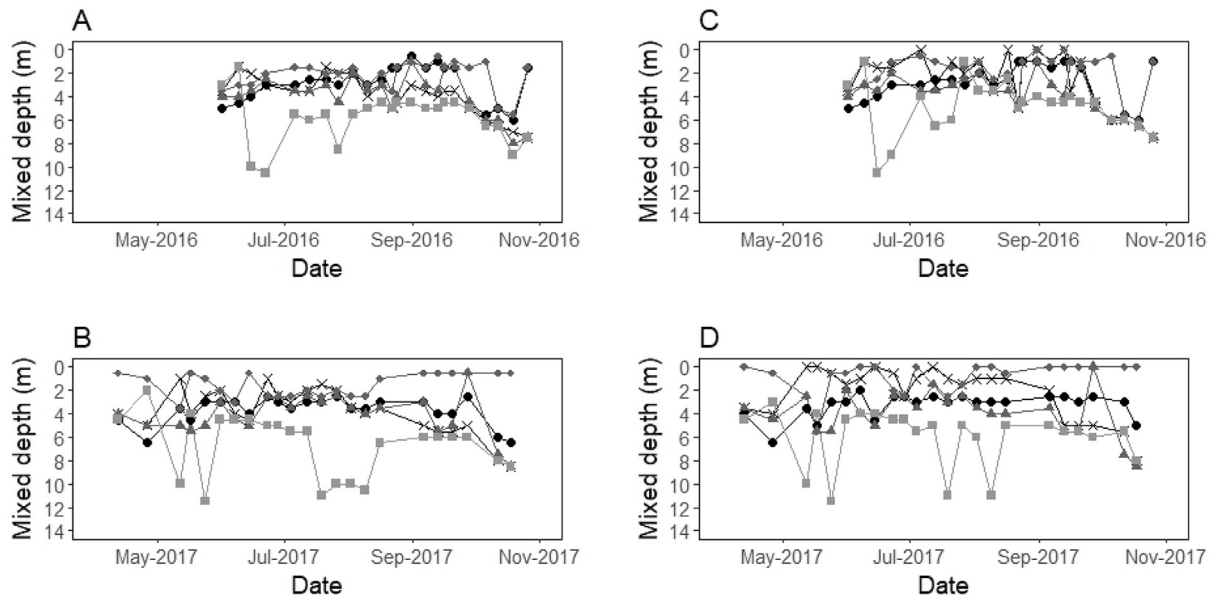 A
Mixed depth (m)
0
2
4
6
8
10
12
14
May-2016 Jul-2016 Sep-2016 Nov-2016
Date
C
Mixed depth (m)
0
2
4
6
8
10
12
14
May-2016 Jul-2016 Sep-2016 Nov-2016
Date
B
Mixed depth (m)
0
2
4
6
8
10
12
14
May-2017 Jul-2017 Sep-2017 Nov-2017
Date
D
Mixed depth (m)
0
2
4
6
8
10
12
14
May-2017 Jul-2017 Sep-2017 Nov-2017
Date